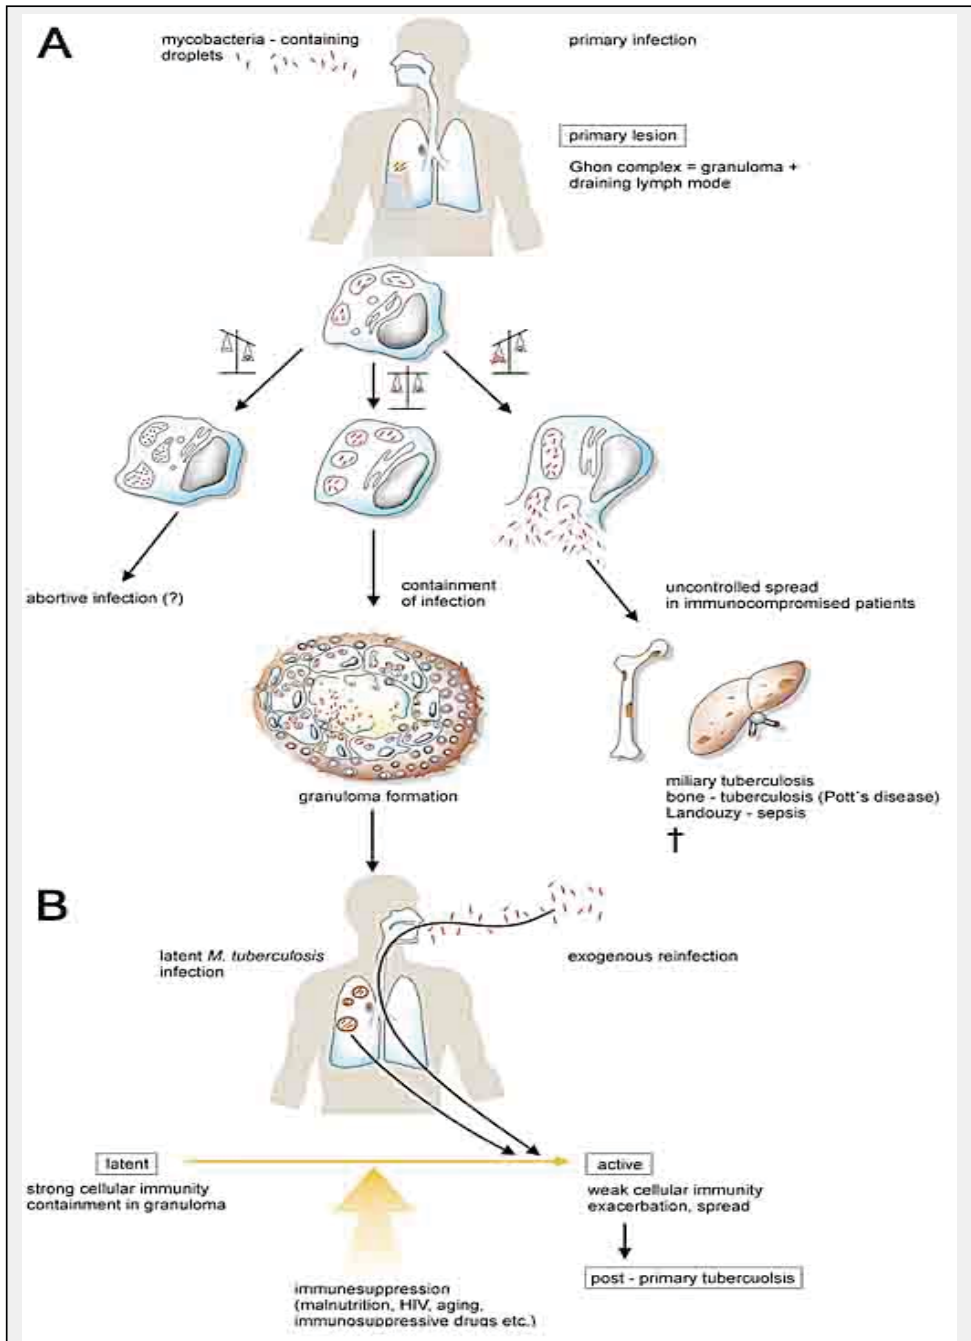 A
mycobacteria - containing
droplets
primary infection
primary lesion
Ghon complex = granuloma +
draining lymph mode
abortive infection (?)
containment
of infection
uncontrolled spread
in immunocompromised patients
granuloma formation
miliary tuberculosis
bone - tuberculosis (Pott´s disease)
Landouzy - sepsis
†
B
latent M. tuberculosis
infection
exogenous reinfection
latent
strong cellular immunity
containment in granuloma
active
weak cellular immunity
exacerbation, spread
post - primary tubercuolsis
immunesuppression
(malnutrition, HIV, aging,
immunosuppressive drugs etc.)